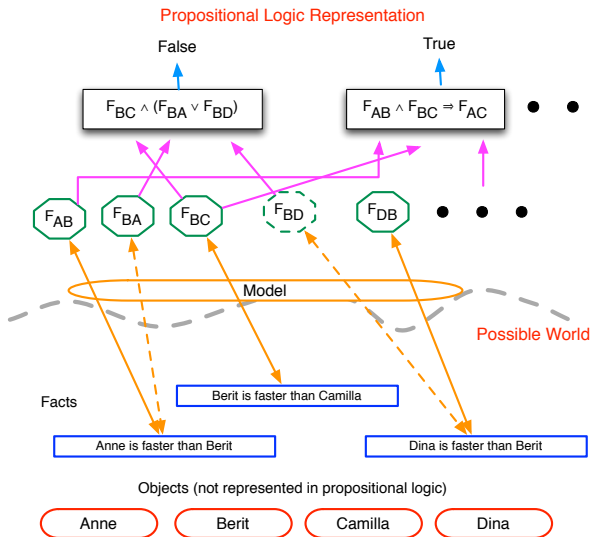 Propositional Logic Representation
False
True
F_BC ∧ (F_BA ∨ F_BD)
F_AB ∧ F_BC ⇒ F_AC
F_AB
F_BA
F_BC
F_BD
F_DB
Model
Possible World
Berit is faster than Camilla
Facts
Anne is faster than Berit
Dina is faster than Berit
Objects (not represented in propositional logic)
Anne
Berit
Camilla
Dina